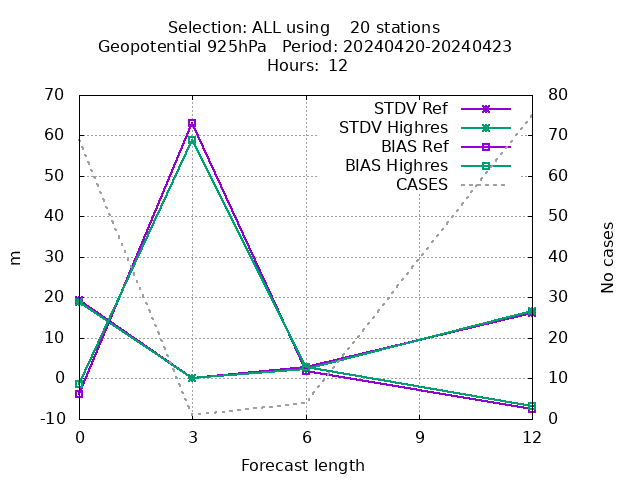 Selection: ALL using    20 stations
Geopotential 925hPa   Period: 20240420-20240423
Hours: 12
STDV Ref
STDV Highres
BIAS Ref
BIAS Highres
CASES
70
60
50
40
30
20
10
0
-10
m
80
70
60
50
40
30
20
10
0
No cases
0
3
6
9
12
Forecast length